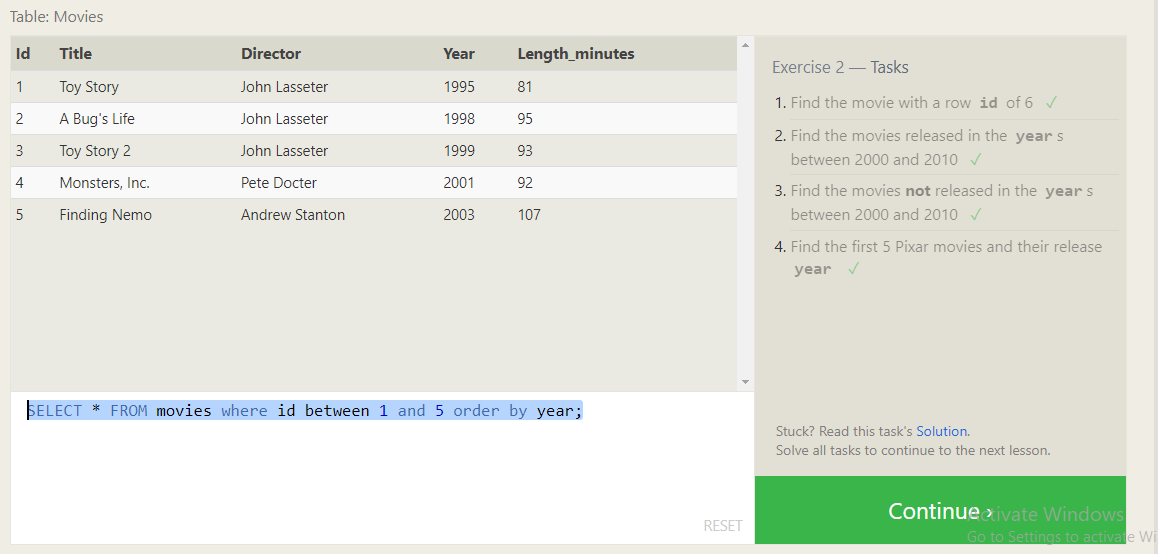 Table: Movies
Id Title Director Year Length_minutes
1 Toy Story John Lasseter 1995 81
2 A Bug's Life John Lasseter 1998 95
3 Toy Story 2 John Lasseter 1999 93
4 Monsters, Inc. Pete Docter 2001 92
5 Finding Nemo Andrew Stanton 2003 107
SELECT * FROM movies where id between 1 and 5 order by year;
RESET
Exercise 2 — Tasks
1. Find the movie with a row id of 6 ✓
2. Find the movies released in the year s
between 2000 and 2010 ✓
3. Find the movies not released in the year s
between 2000 and 2010 ✓
4. Find the first 5 Pixar movies and their release
year ✓
Stuck? Read this task's Solution.
Solve all tasks to continue to the next lesson.
Continue ›
Activate Windows
Go to Settings to activate Wi